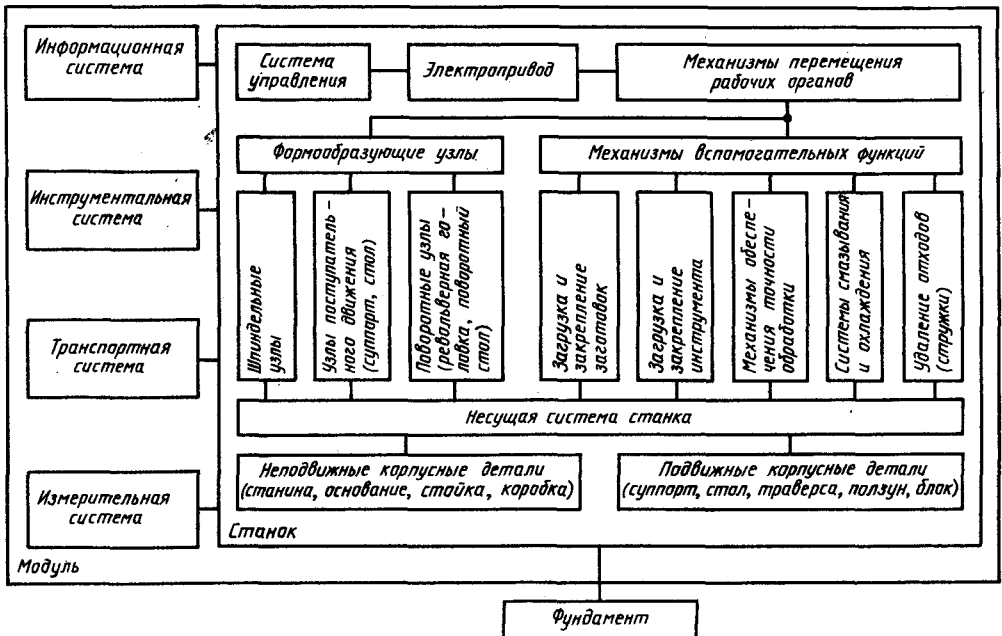 Информационная
система
Система
управления
Электропривод
Механизмы перемещения
рабочих органов
Формообразующие узлы
Механизмы вспомогательных функций
Инструментальная
система
Шпиндельные
узлы
Узлы поступатель-
ного движения
(суппорт, стол)
Поворотные узлы
(револьверная го-
ловка, поворотный
стол)
Загрузка и
закрепление
заготовок
Загрузка и
закрепление
инструмента
Механизмы обеспе-
чения точности
обработки
Системы смазывания
и охлаждения
Удаление отходов
(стружки)
Транспортная
система
Несущая система станка
Неподвижные корпусные детали
(станина, основание, стойка, коробка)
Подвижные корпусные детали
(суппорт, стол, траверса, ползун, блок)
Измерительная
система
Станок
Модуль
Фундамент